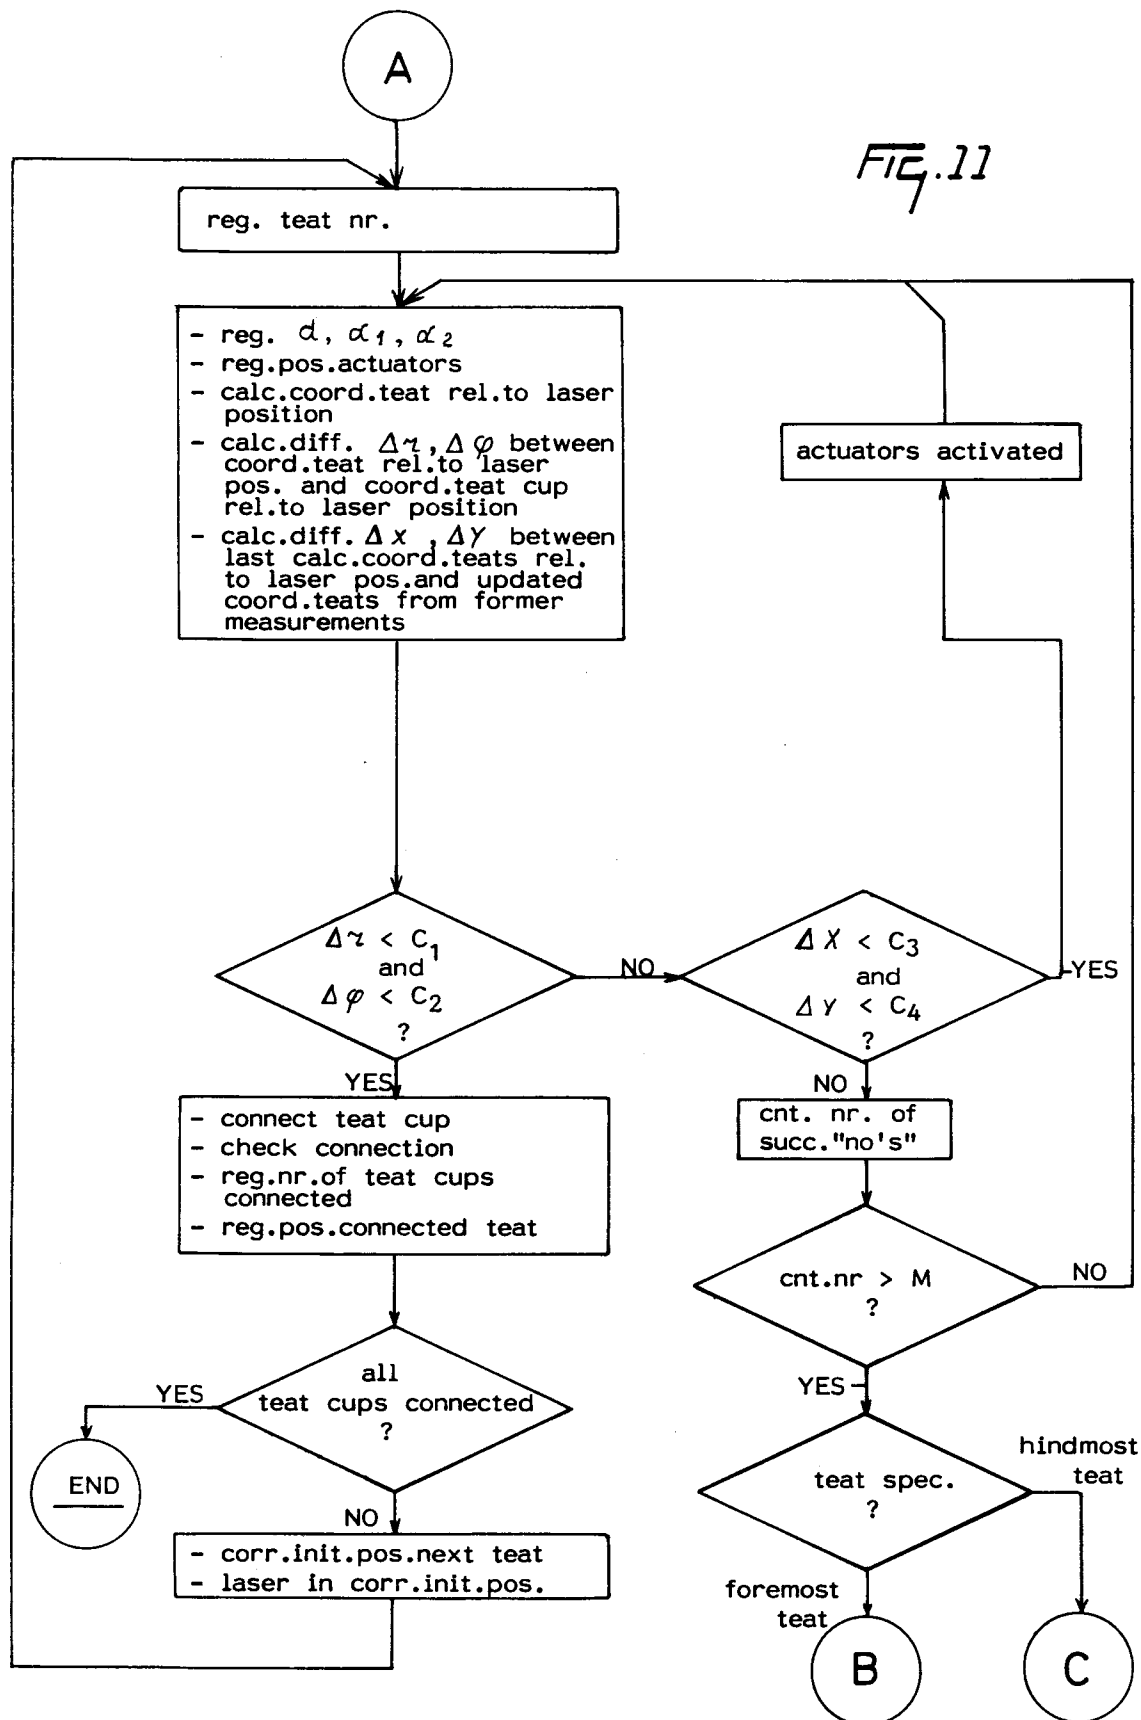 A
FIG.11
reg. teat nr.
- reg. d, α1, α2
- reg.pos.actuators
- calc.coord.teat rel.to laser
position
- calc.diff. Δr, Δφ between
coord.teat rel.to laser
pos. and coord.teat cup
rel.to laser position
- calc.diff. Δx, Δy between
last calc.coord.teats rel.
to laser pos.and updated
coord.teats from former
measurements
actuators activated
Δr < C1
and
Δφ < C2
?
NO
ΔX < C3
and
ΔY < C4
?
YES
YES
- connect teat cup
- check connection
- reg.nr.of teat cups
connected
- reg.pos.connected teat
NO
cnt. nr. of
succ."no's"
cnt.nr > M
?
NO
YES
all
teat cups connected
?
YES
END
NO
- corr.init.pos.next teat
- laser in corr.init.pos.
teat spec.
?
hindmost
teat
foremost
teat
B
C